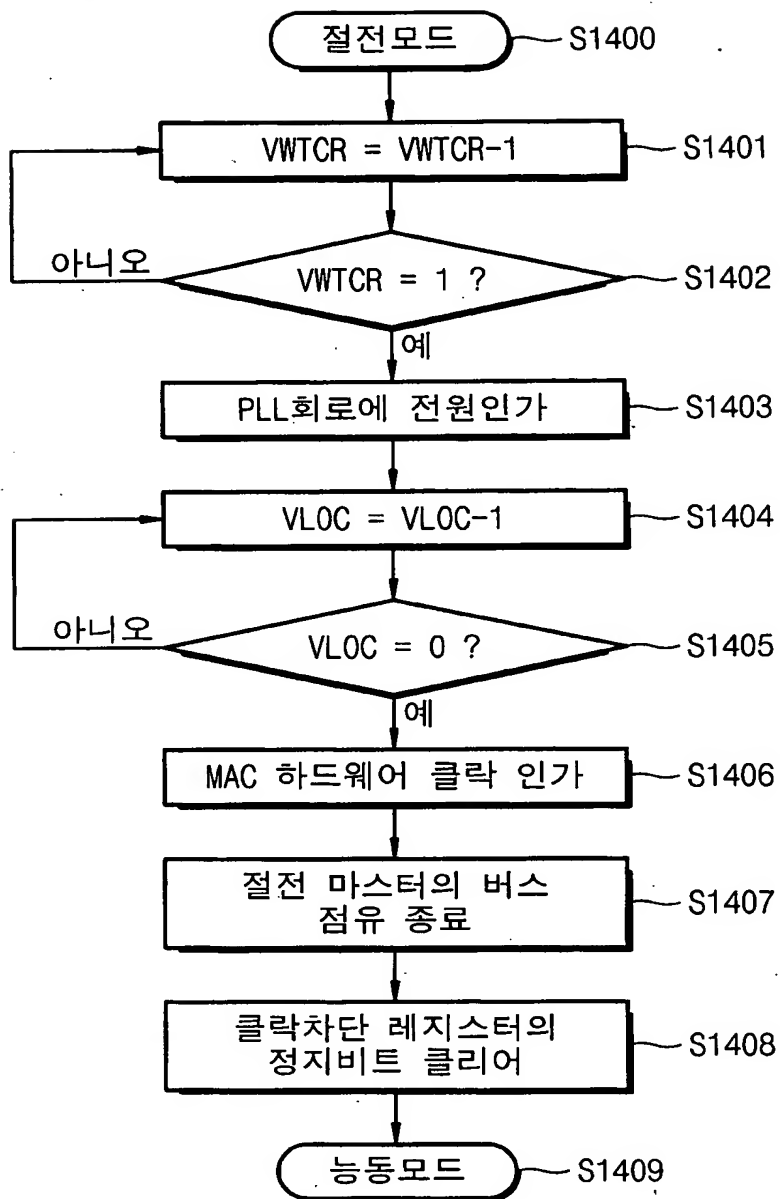 절전모드 S1400
VWTCR = VWTCR-1 S1401
아니오 VWTCR = 1 ? S1402
예
PLL회로에 전원인가 S1403
VLOC = VLOC-1 S1404
아니오 VLOC = 0 ? S1405
예
MAC 하드웨어 클락 인가 S1406
절전 마스터의 버스
점유 종료 S1407
클락차단 레지스터의
정지비트 클리어 S1408
능동모드 S1409